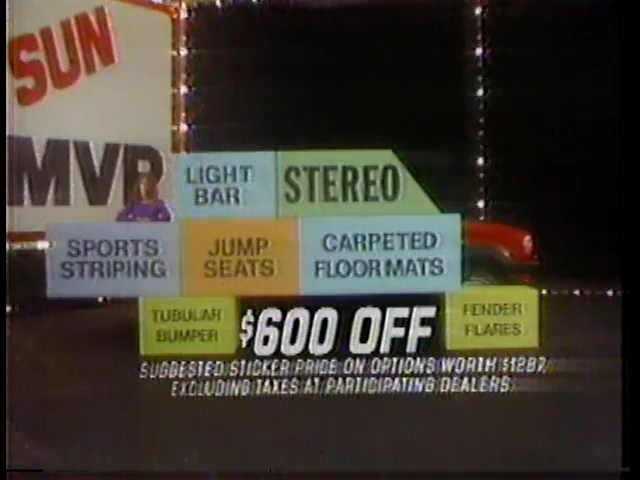 SUN
MVP
LIGHT
BAR
STEREO
SPORTS
STRIPING
JUMP
SEATS
CARPETED
FLOOR MATS
TUBULAR
BUMPER
$600 OFF
FENDER
FLARES
SUGGESTED STICKER PRICE ON OPTIONS WORTH $1287
EXCLUDING TAXES AT PARTICIPATING DEALERS